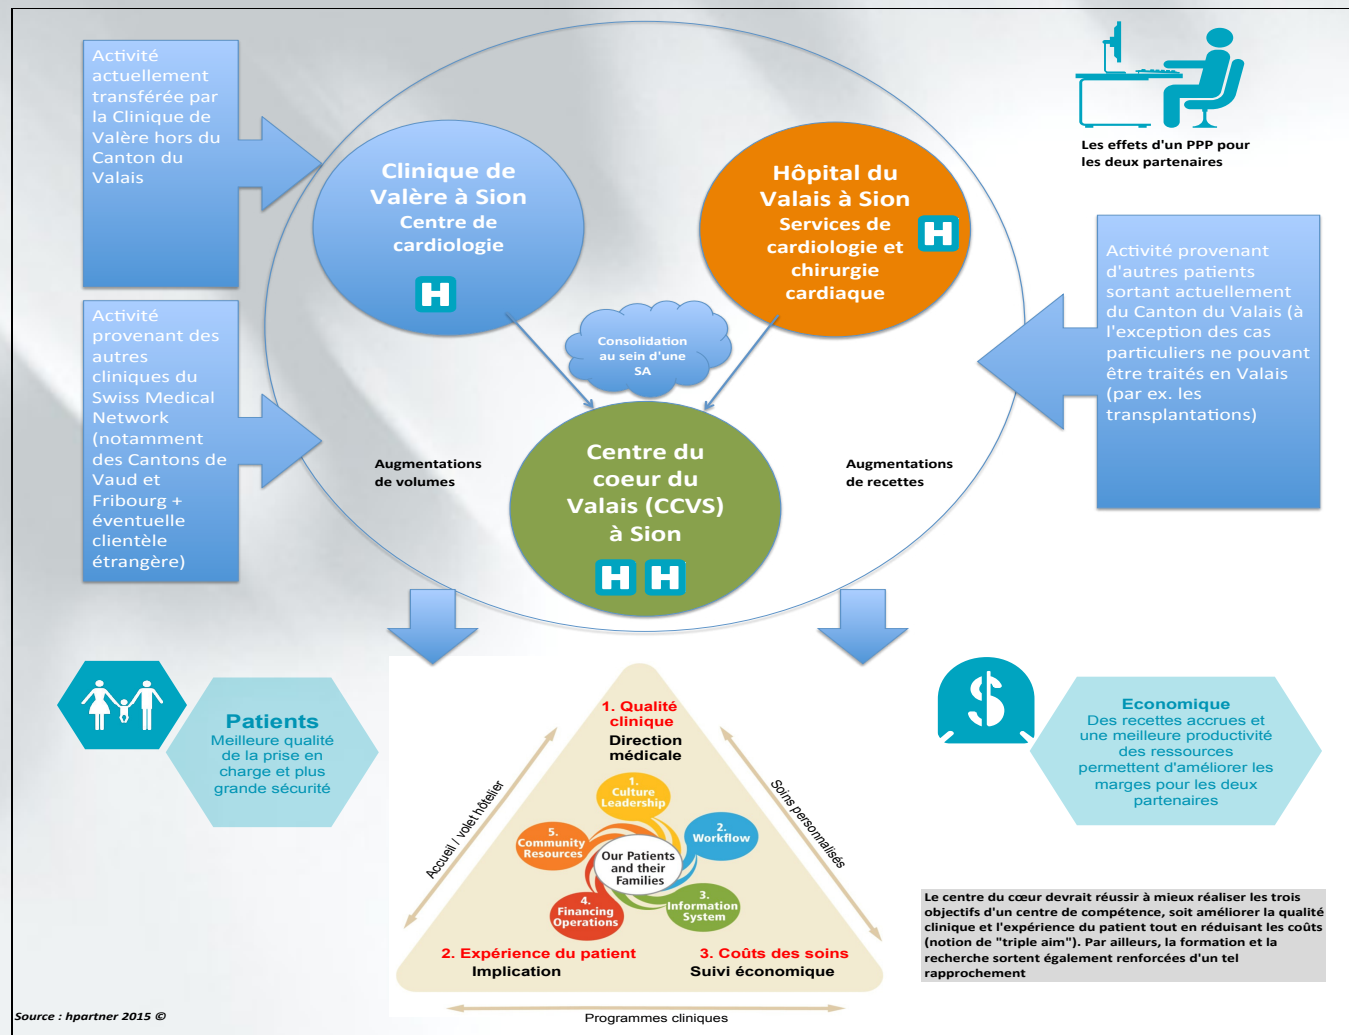 Activité
actuellement
transférée par
la Clinique de
Valère hors du
Canton du
Valais
Clinique de
Valère à Sion
Centre de
cardiologie
H
Hôpital du
Valais à Sion
Services de
cardiologie et
chirurgie
cardiaque
H
Les effets d'un PPP pour
les deux partenaires
Activité
provenant des
autres
cliniques du
Swiss Medical
Network
(notamment
des Cantons de
Vaud et
Fribourg +
éventuelle
clientèle
étrangère)
Consolidation
au sein d'une
SA
Activité provenant
d'autres patients
sortant actuellement
du Canton du Valais (à
l'exception des cas
particuliers ne pouvant
être traités en Valais
(par ex. les
transplantations)
Augmentations
de volumes
Centre du
coeur du
Valais (CCVS)
à Sion
H H
Augmentations
de recettes
Patients
Meilleure qualité
de la prise en
charge et plus
grande sécurité
1. Qualité
clinique
Direction
médicale
Accueil / volet hôtelier
Soins personnalisés
1.
Culture
Leadership
2.
Workflow
3.
Information
System
4.
Financing
Operations
5.
Community
Resources
Our Patients
and their
Families
2. Expérience du patient
Implication
3. Coûts des soins
Suivi économique
Programmes cliniques
$
Economique
Des recettes accrues et
une meilleure productivité
des ressources
permettent d'améliorer les
marges pour les deux
partenaires
Le centre du cœur devrait réussir à mieux réaliser les trois
objectifs d'un centre de compétence, soit améliorer la qualité
clinique et l'expérience du patient tout en réduisant les coûts
(notion de "triple aim"). Par ailleurs, la formation et la
recherche sortent également renforcées d'un tel
rapprochement
Source : hpartner 2015 ©